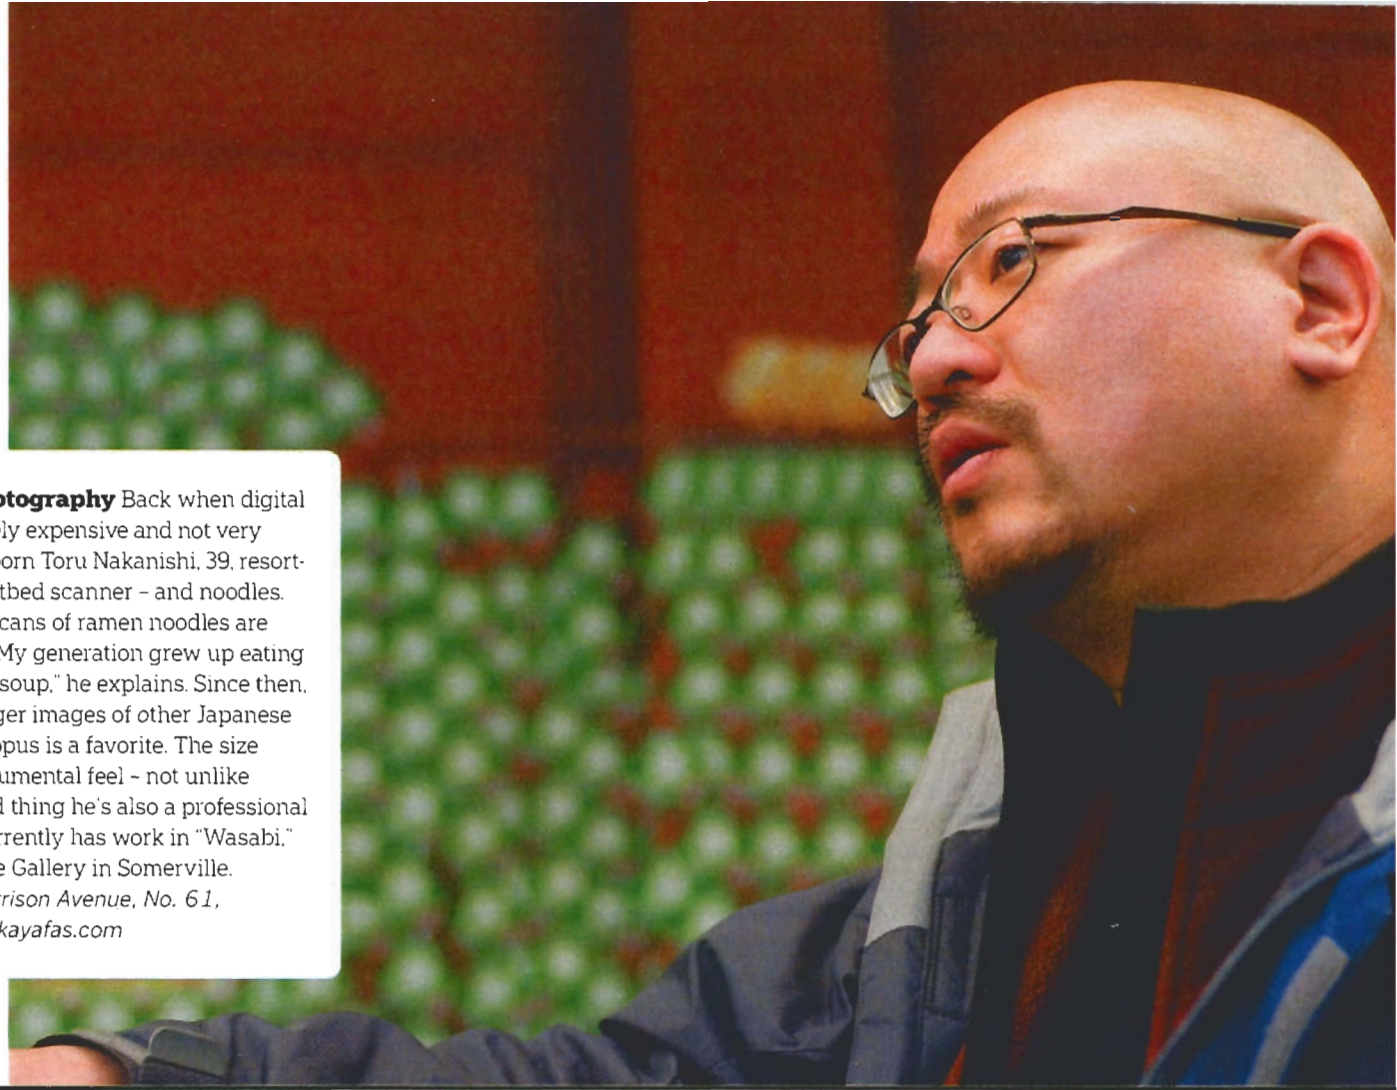 otography Back when digital
ly expensive and not very
orn Toru Nakanishi, 39, resort-
tbed scanner – and noodles.
cans of ramen noodles are
My generation grew up eating
soup," he explains. Since then,
ger images of other Japanese
opus is a favorite. The size
umental feel – not unlike
d thing he's also a professional
rrently has work in "Wasabi,"
e Gallery in Somerville.
rison Avenue, No. 61,
kayafas.com